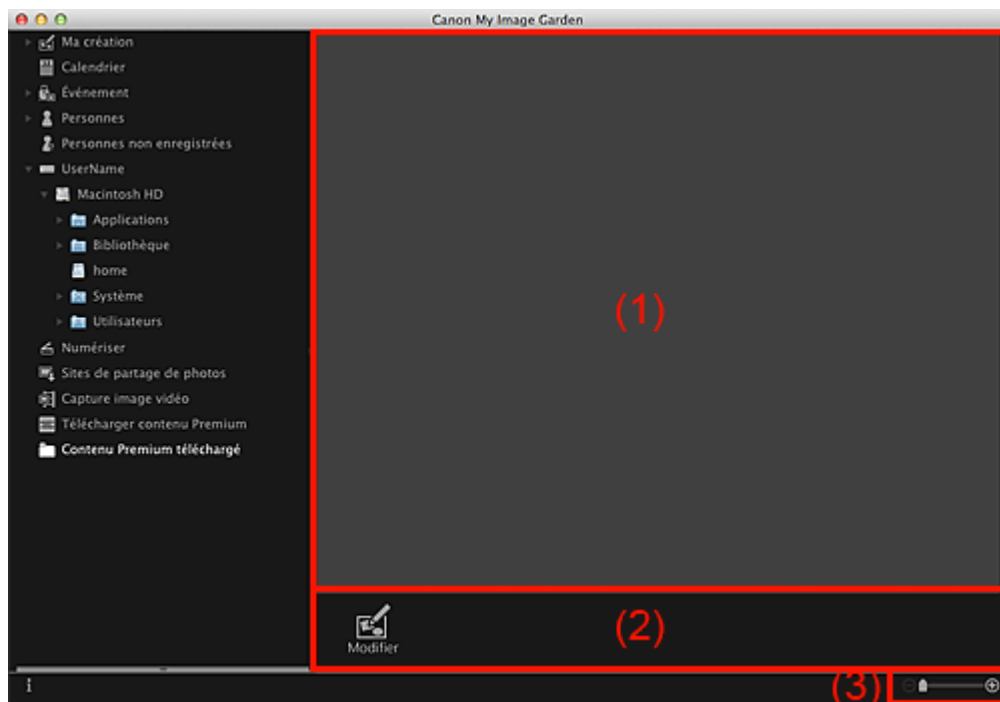 Canon My Image Garden
Ma création
Calendrier
Événement
Personnes
Personnes non enregistrées
UserName
Macintosh HD
Applications
Bibliothèque
home
Système
Utilisateurs
Numériser
Sites de partage de photos
Capture image vidéo
Télécharger contenu Premium
Contenu Premium téléchargé
(1)
(2)
Modifier
(3)